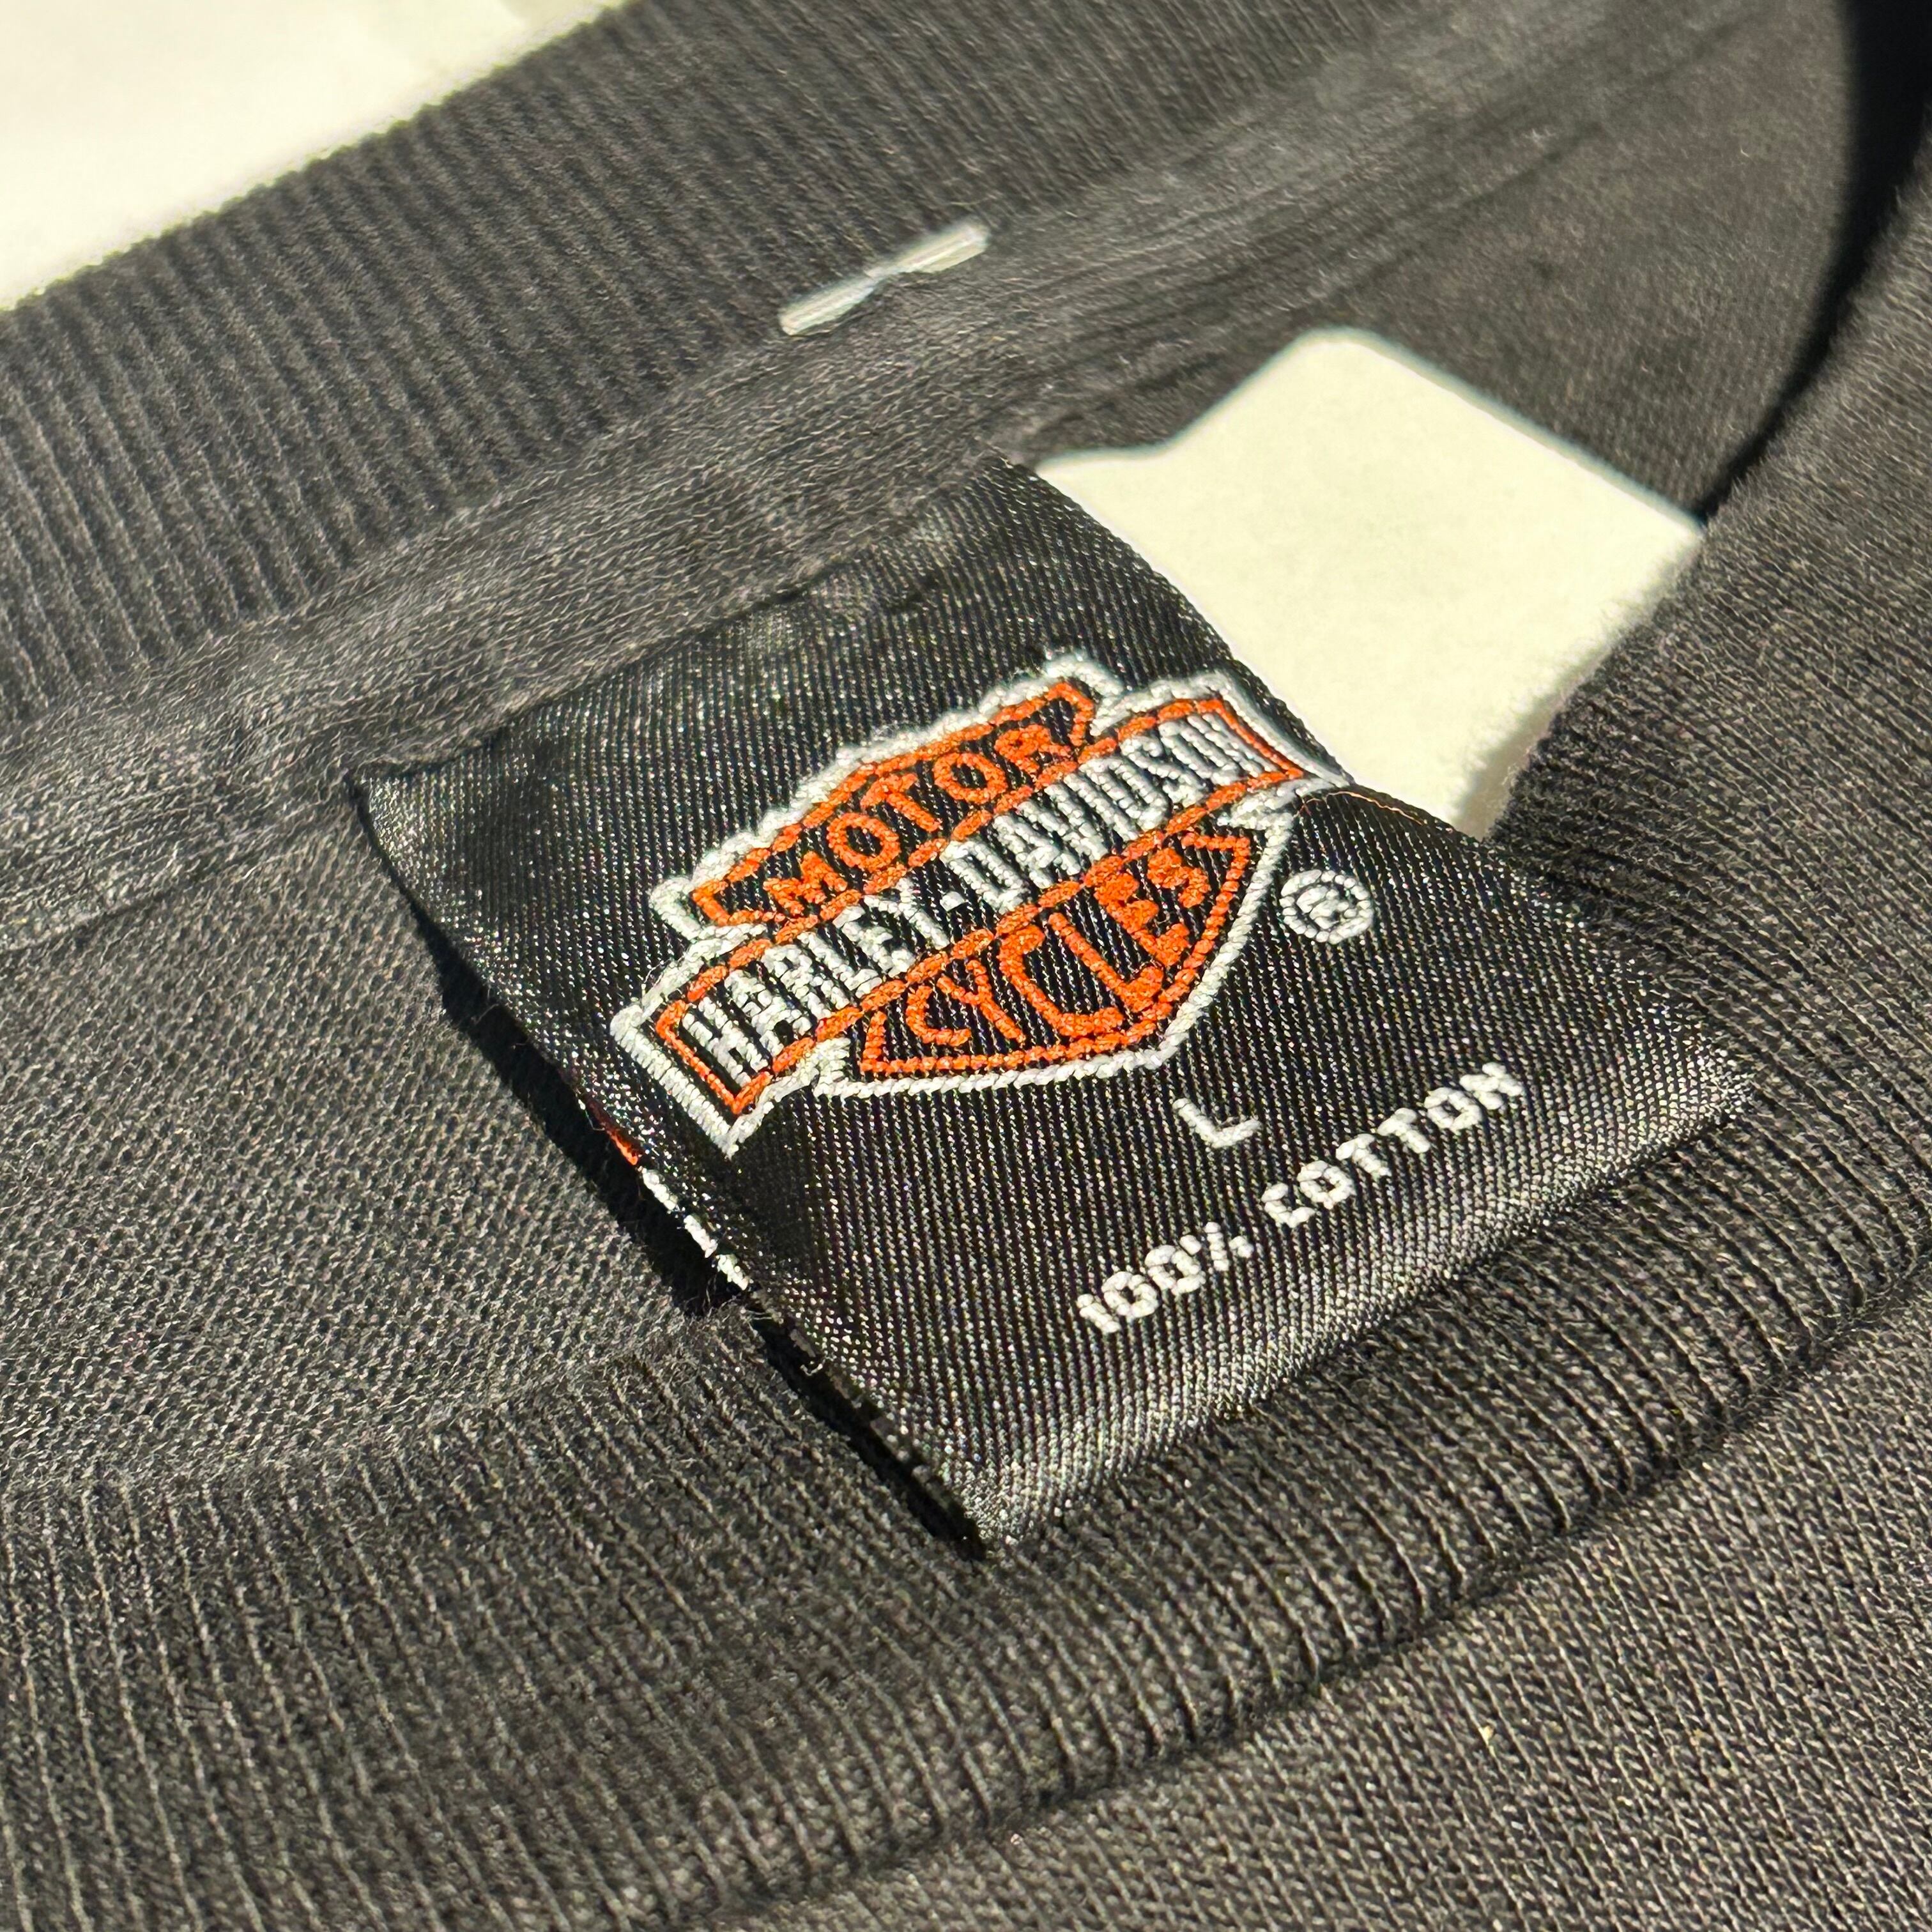 MOTOR
HARLEY-DAVIDSON
CYCLES
®
L
100% COTTON